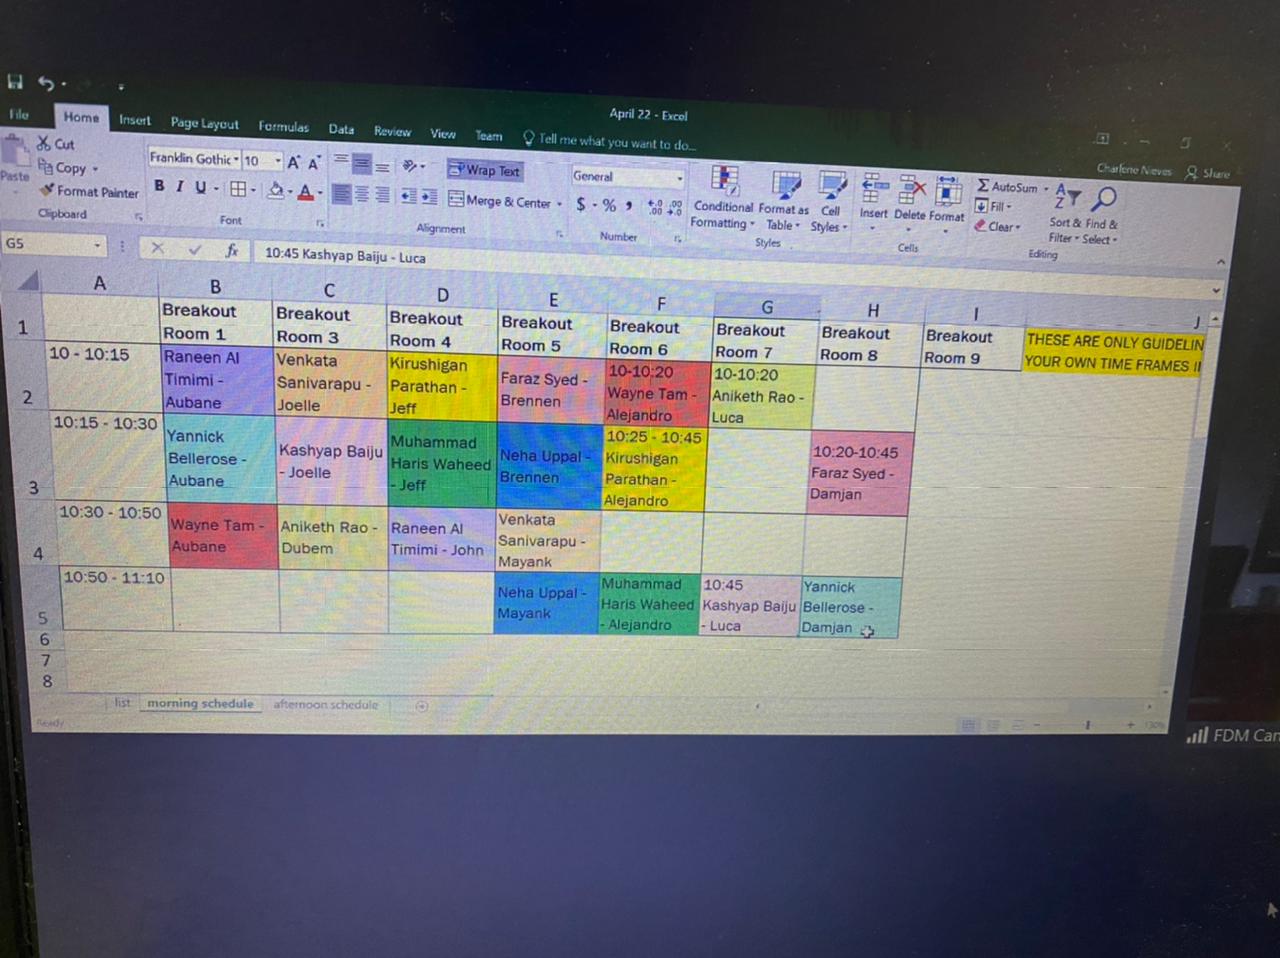 April 22 - Excel
File Home Insert Page Layout Formulas Data Review View Team Tell me what you want to do...
Charlene Nieves Share
Paste
Cut
Copy
Format Painter
Clipboard
Franklin Gothic 10 A A
B I U A
Font
Wrap Text
Merge & Center
Alignment
General
$ % ,
Number
Conditional
Formatting
Format as
Table
Cell
Styles
Styles
Insert Delete Format
Cells
AutoSum
Fill
Clear
Sort &
Filter
Find &
Select
Editing
G5 fx 10:45 Kashyap Baiju - Luca
A B C D E F G H I J
1
Breakout
Room 1
Breakout
Room 3
Breakout
Room 4
Breakout
Room 5
Breakout
Room 6
Breakout
Room 7
Breakout
Room 8
Breakout
Room 9
THESE ARE ONLY GUIDELIN
YOUR OWN TIME FRAMES I
2
10 - 10:15
Raneen Al
Timimi -
Aubane
Venkata
Sanivarapu -
Joelle
Kirushigan
Parathan -
Jeff
Faraz Syed -
Brennen
10-10:20
Wayne Tam -
Alejandro
10-10:20
Aniketh Rao -
Luca
3
10:15 - 10:30
Yannick
Bellerose -
Aubane
Kashyap Baiju
- Joelle
Muhammad
Haris Waheed
- Jeff
Neha Uppal -
Brennen
10:25 - 10:45
Kirushigan
Parathan -
Alejandro
10:20-10:45
Faraz Syed -
Damjan
4
10:30 - 10:50
Wayne Tam -
Aubane
Aniketh Rao -
Dubem
Raneen Al
Timimi - John
Venkata
Sanivarapu -
Mayank
5
10:50 - 11:10
Neha Uppal -
Mayank
Muhammad
Haris Waheed
- Alejandro
10:45
Kashyap Baiju
- Luca
Yannick
Bellerose -
Damjan
6
7
8
list morning schedule afternoon schedule
Ready
130%
FDM Can